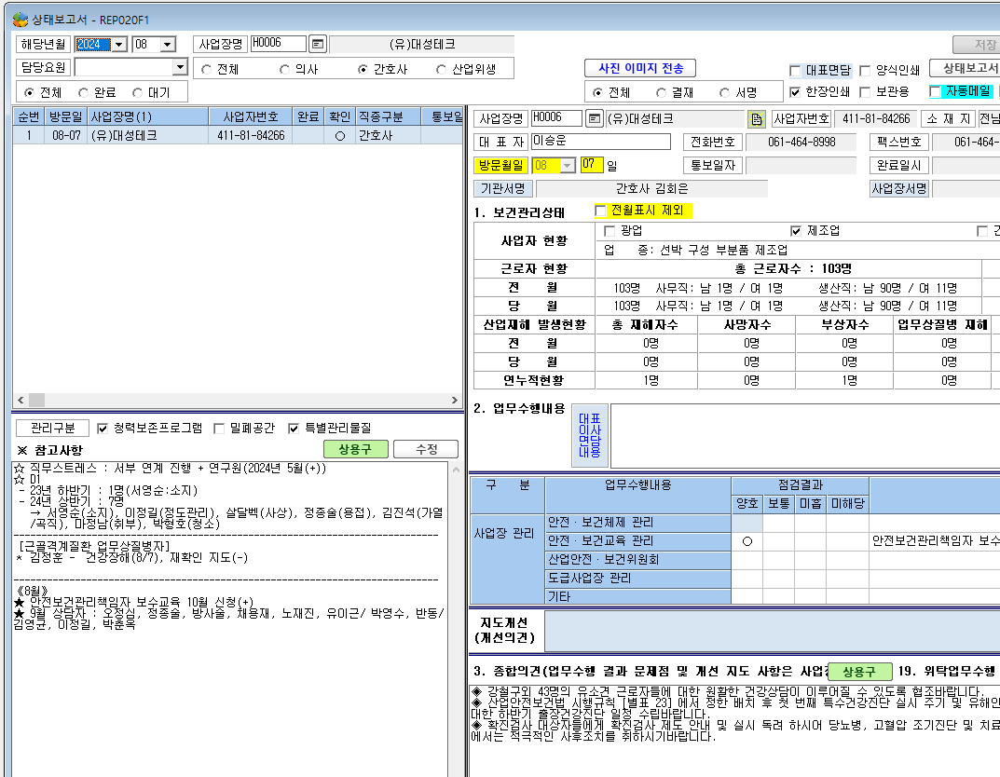 상태보고서 - REP020F1
해당년월 2024 08 사업장명 H0006 (유)대성테크 저장
담당요원 전체 의사 간호사 산업위생 사진 이미지 전송 대표면담 양식인쇄 상태보고서
전체 완료 대기 전체 결재 서명 한장인쇄 보관용 자동메일
순번 방문일 사업장명(1) 사업자번호 완료 확인 직종구분 통보일
1 08-07 (유)대성테크 411-81-84266 ○ 간호사
사업장명 H0006 (유)대성테크 사업자번호 411-81-84266 소 재 지 전남
대 표 자 이승운 전화번호 061-464-8998 팩스번호 061-464-
방문월일 08 07 일 통보일자 완료일시
기관서명 간호사 김회은 사업장서명
1. 보건관리상태 전월표시 제외
사업자 현황 광업 제조업
업 종: 선박 구성 부분품 제조업
근로자 현황 총 근로자수 : 103명
전 월 103명 사무직: 남 1명 / 여 1명 생산직: 남 90명 / 여 11명
당 월 103명 사무직: 남 1명 / 여 1명 생산직: 남 90명 / 여 11명
산업재해 발생현황 총 재해자수 사망자수 부상자수 업무상질병 재해
전 월 0명 0명 0명 0명
당 월 0명 0명 0명 0명
연누적현황 1명 0명 1명 0명
2. 업무수행내용
대표
이사
면담
내용
관리구분 청력보존프로그램 밀폐공간 특별관리물질
※ 참고사항 상용구 수정
☆ 직무스트레스 : 서부 연계 진행 + 연구원(2024년 5월(+))
☆ D1
- 23년 하반기 : 1명(서영순:소지)
- 24년 상반기 : 7명
→ 서영순(소지), 이정길(정도관리), 살달벡(사상), 정종술(용접), 김진석(가열
/곡직), 마정남(취부), 박형호(청소)
[근골격계질환 업무상질병자]
* 김정훈 - 건강장해(8/7), 재확인 지도(-)
《8월》
★ 안전보건관리책임자 보수교육 10월 신청(+)
★ 9월 상담자 : 오정심, 정종술, 방사술, 채용재, 노재진, 유미근/ 박영수, 반동/
김영균, 이정길, 박춘옥
구 분 업무수행내용 점검결과
양호 보통 미흡 미해당
사업장 관리 안전ㆍ보건체제 관리
안전ㆍ보건교육 관리 ○ 안전보건관리책임자 보수
산업안전ㆍ보건위원회
도급사업장 관리
기타
지도개선
(개선의견)
3. 종합의견(업무수행 결과 문제점 및 개선 지도 사항은 사업장 상용구 19. 위탁업무수행
◈ 강철구외 43명의 유소견 근로자들에 대한 원활한 건강상담이 이루어질 수 있도록 협조바랍니다.
◈ 산업안전보건법 시행규칙 [별표 23] 에서 정한 배치 후 첫 번째 특수건강진단 실시 주기 및 유해인
대한 하반기 출장건강진단 일정 수립바랍니다.
◈ 확진검사 대상자들에게 확진검사 제도 안내 및 실시 독려 하시어 당뇨병, 고혈압 조기진단 및 치료
에서는 적극적인 사후조치를 취하시기바랍니다.